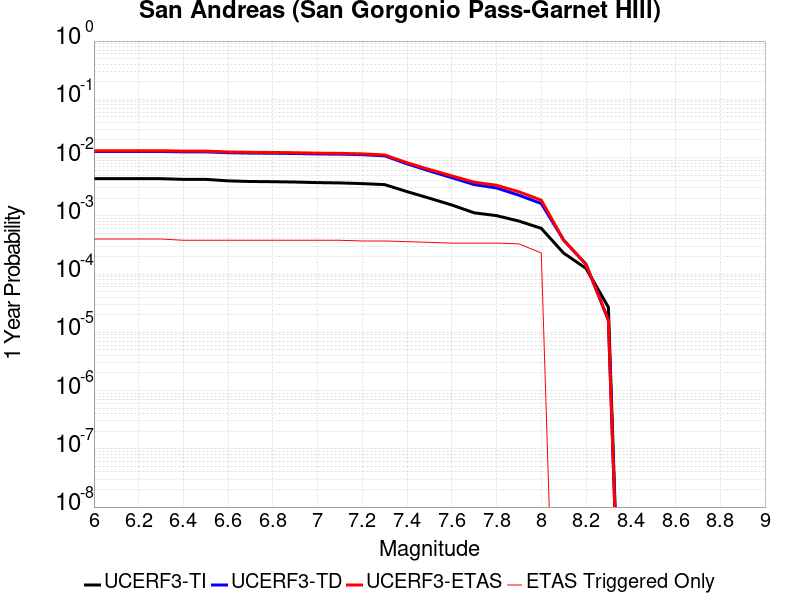 San Andreas (San Gorgonio Pass-Garnet HIll)
1 Year Probability
10^0
10^-1
10^-2
10^-3
10^-4
10^-5
10^-6
10^-7
10^-8
6 6.2 6.4 6.6 6.8 7 7.2 7.4 7.6 7.8 8 8.2 8.4 8.6 8.8 9
Magnitude
UCERF3-TI UCERF3-TD UCERF3-ETAS ETAS Triggered Only